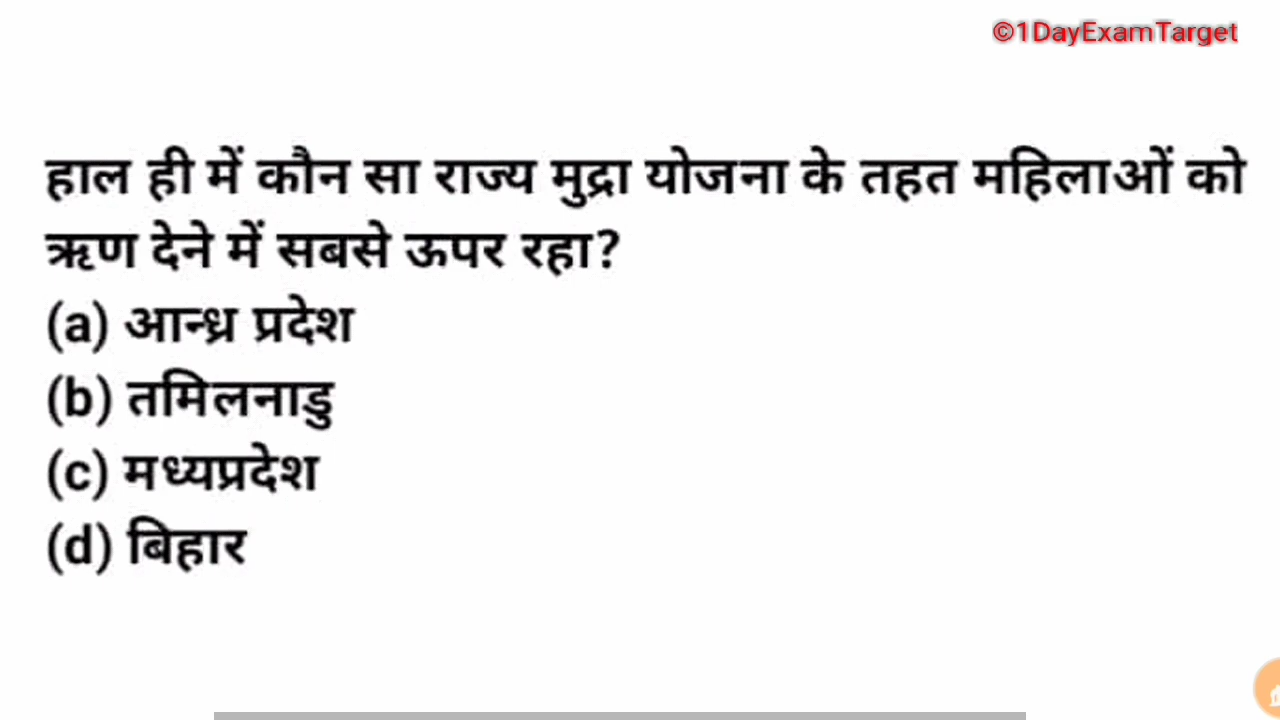 ©1DayExamTarget
हाल ही में कौन सा राज्य मुद्रा योजना के तहत महिलाओं को
ऋण देने में सबसे ऊपर रहा?
(a) आन्ध्र प्रदेश
(b) तमिलनाडु
(c) मध्यप्रदेश
(d) बिहार